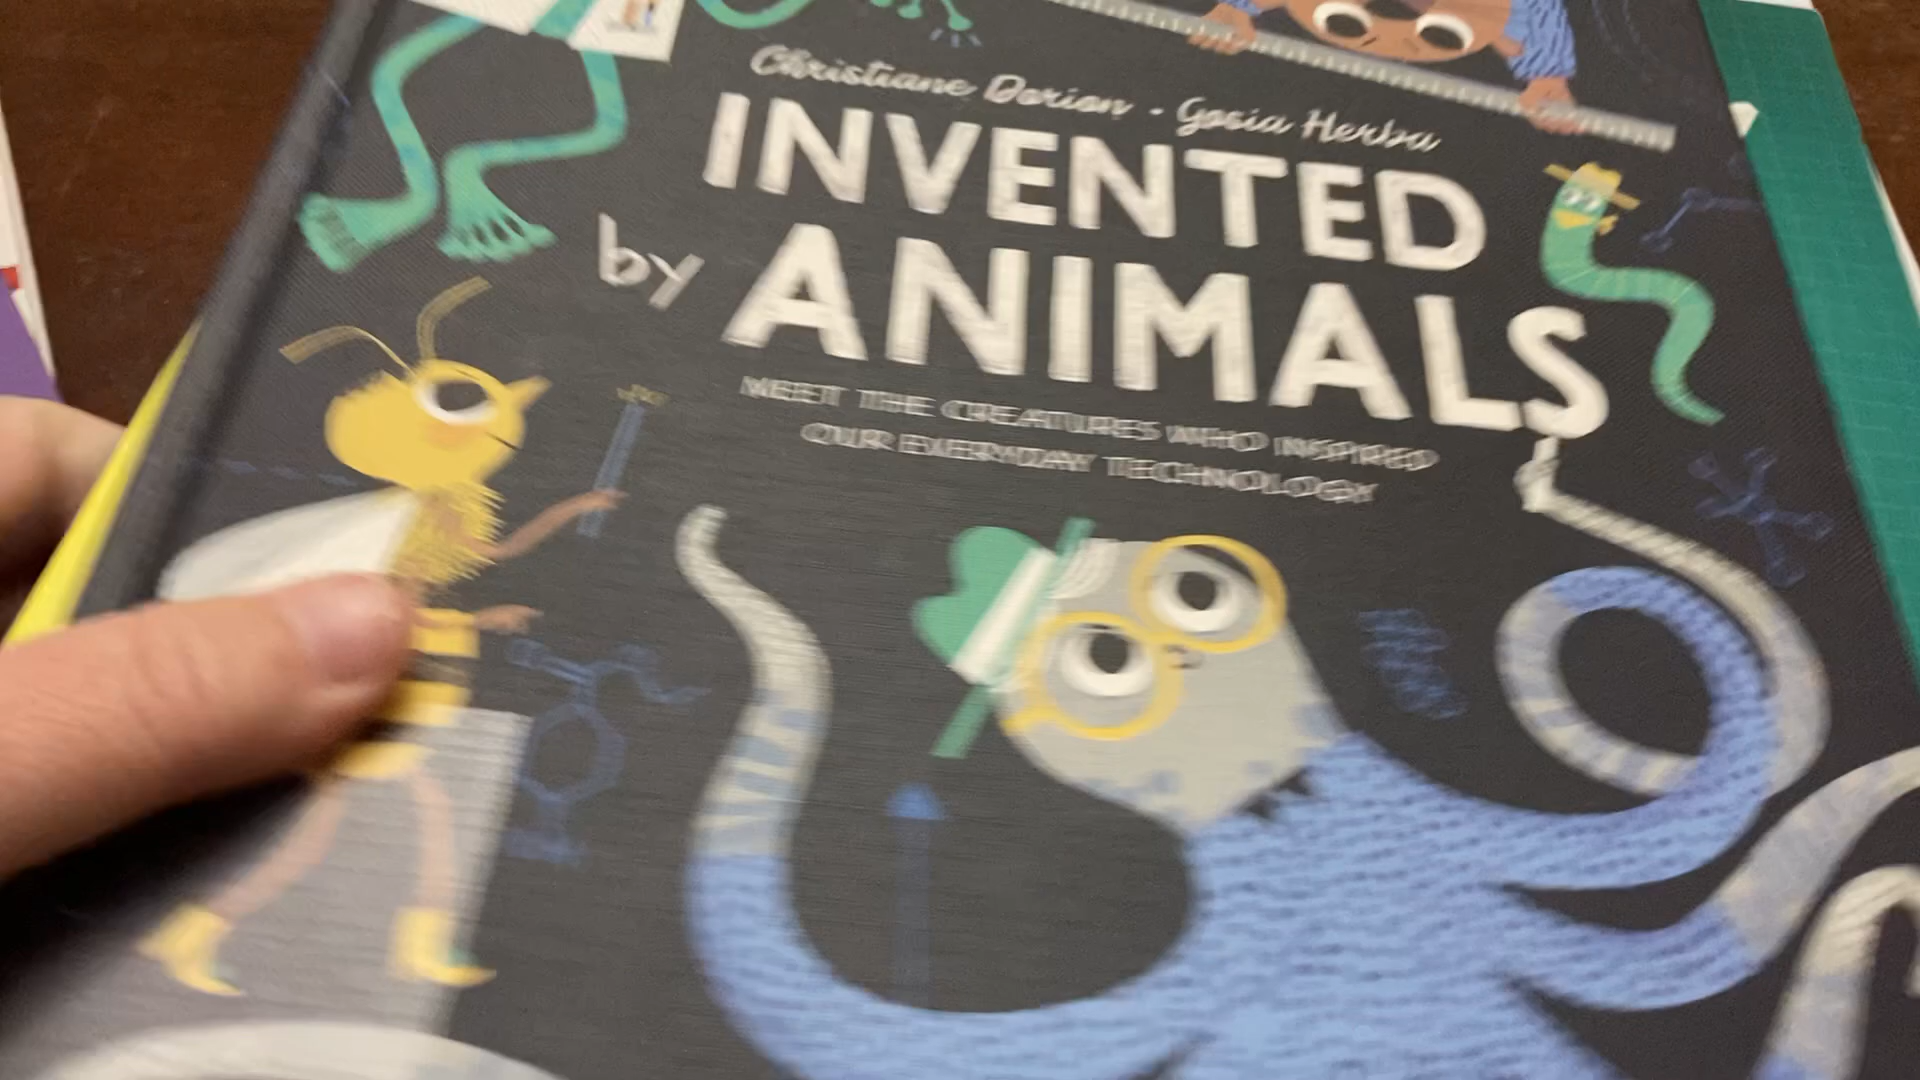 Christiane Dorion • Gosia Herba
INVENTED
by ANIMALS
MEET THE CREATURES WHO INSPIRED
OUR EVERYDAY TECHNOLOGY